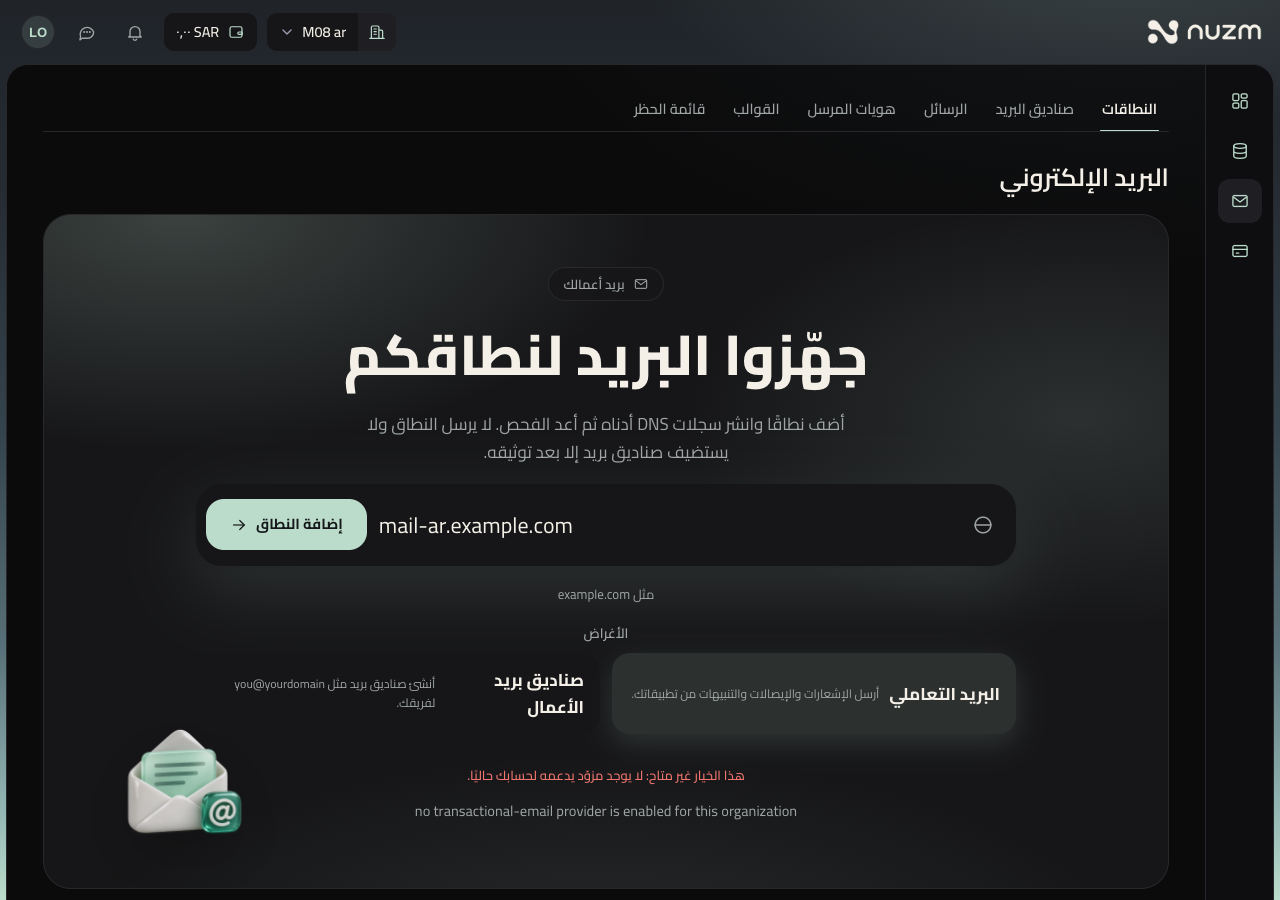 nuzm
M08 ar
٠,٠٠ SAR
LO
النطاقات
صناديق البريد
الرسائل
هويات المرسل
القوالب
قائمة الحظر
البريد الإلكتروني
بريد أعمالك
جهّزوا البريد لنطاقكم
أضف نطاقًا وانشر سجلات DNS أدناه ثم أعد الفحص. لا يرسل النطاق ولا
يستضيف صناديق بريد إلا بعد توثيقه.
mail-ar.example.com
إضافة النطاق
مثل example.com
الأغراض
البريد التعاملي
أرسل الإشعارات والإيصالات والتنبيهات من تطبيقاتك.
صناديق بريد
الأعمال
أنشئ صناديق بريد مثل you@yourdomain
لفريقك.
هذا الخيار غير متاح: لا يوجد مزوّد يدعمه لحسابك حاليًا.
no transactional-email provider is enabled for this organization